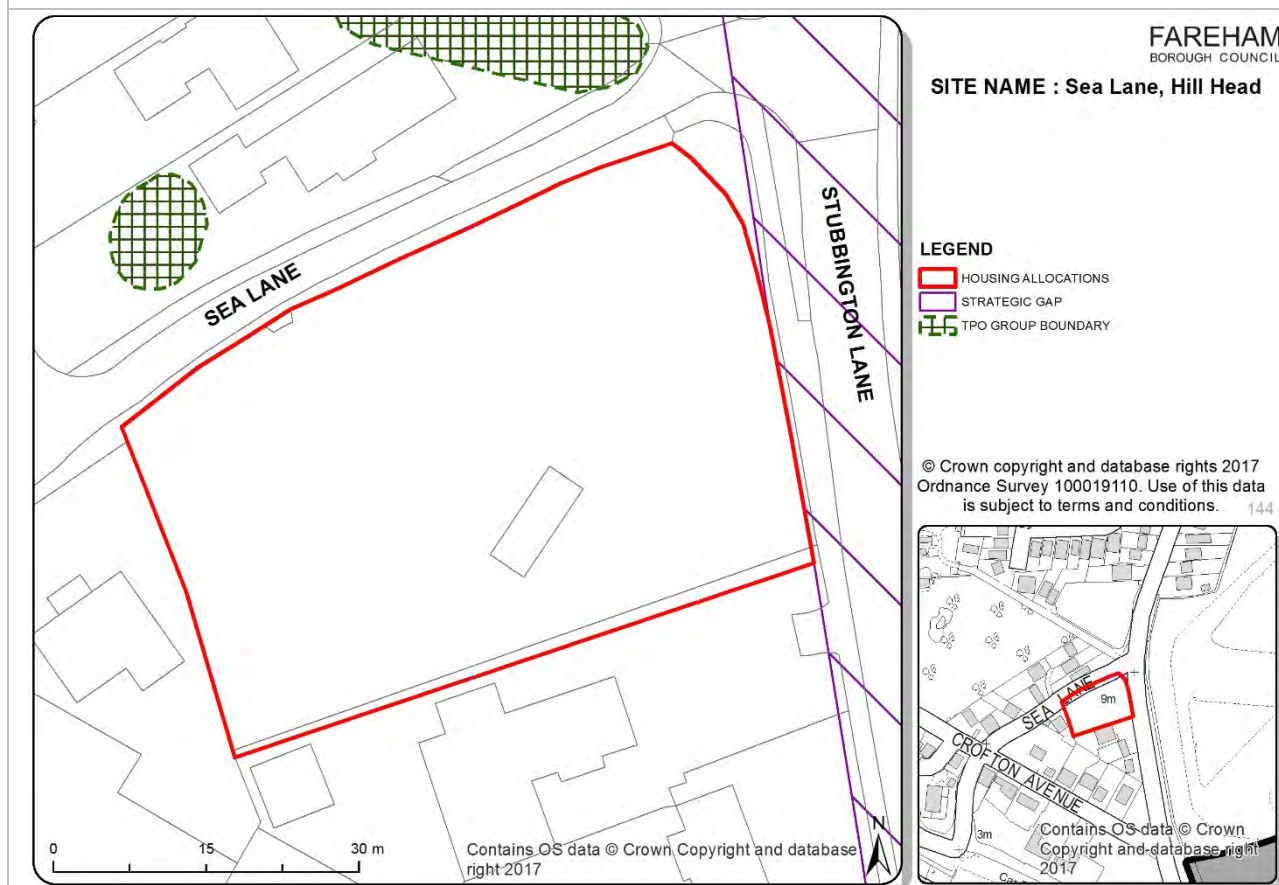 FAREHAM
BOROUGH COUNCIL
SITE NAME : Sea Lane, Hill Head
SEA LANE
STUBBINGTON LANE
LEGEND
HOUSING ALLOCATIONS
STRATEGIC GAP
TPO GROUP BOUNDARY
© Crown copyright and database rights 2017
Ordnance Survey 100019110. Use of this data
is subject to terms and conditions.
144
0 15 30 m
Contains OS data © Crown Copyright and database
right 2017
N
SEA LANE
9m
CROFTON AVENUE
3m
Contains OS data © Crown
Copyright and database right
2017